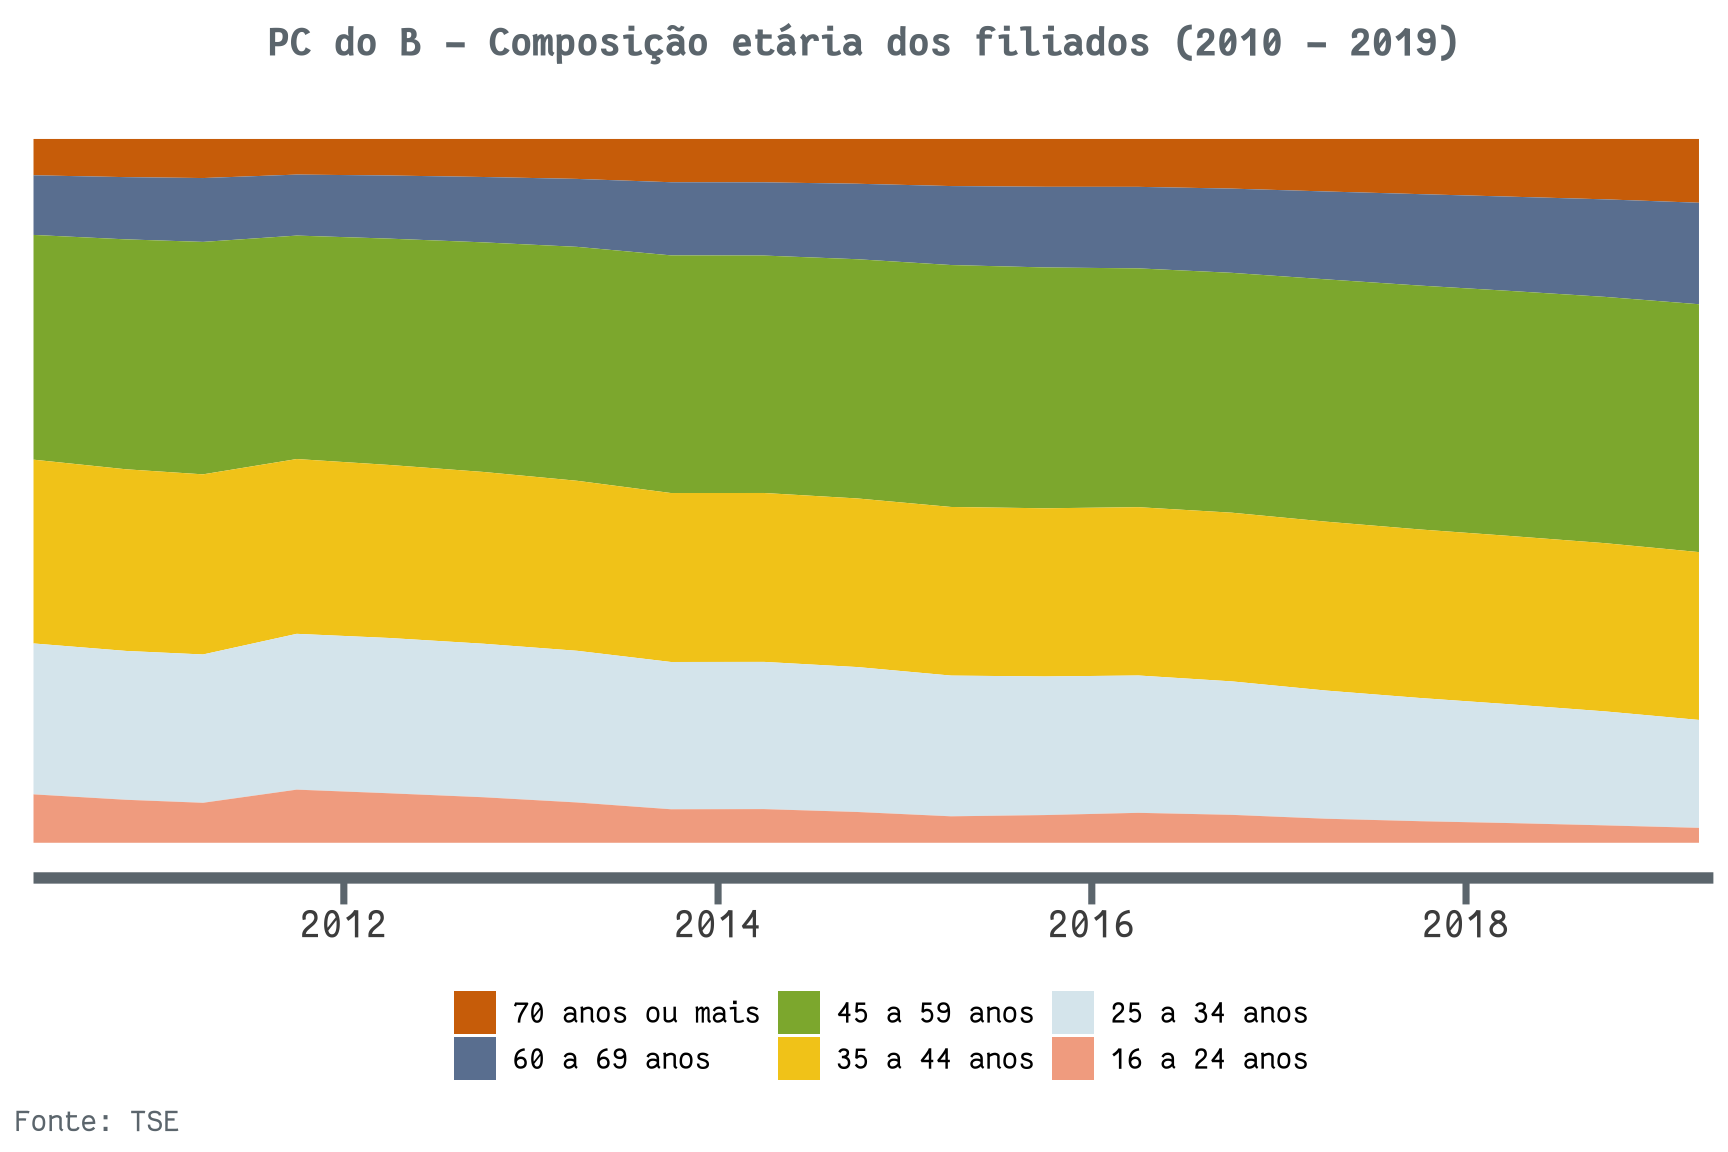 PC do B – Composição etária dos filiados (2010 – 2019)
2012 2014 2016 2018
70 anos ou mais 45 a 59 anos 25 a 34 anos
60 a 69 anos 35 a 44 anos 16 a 24 anos
Fonte: TSE